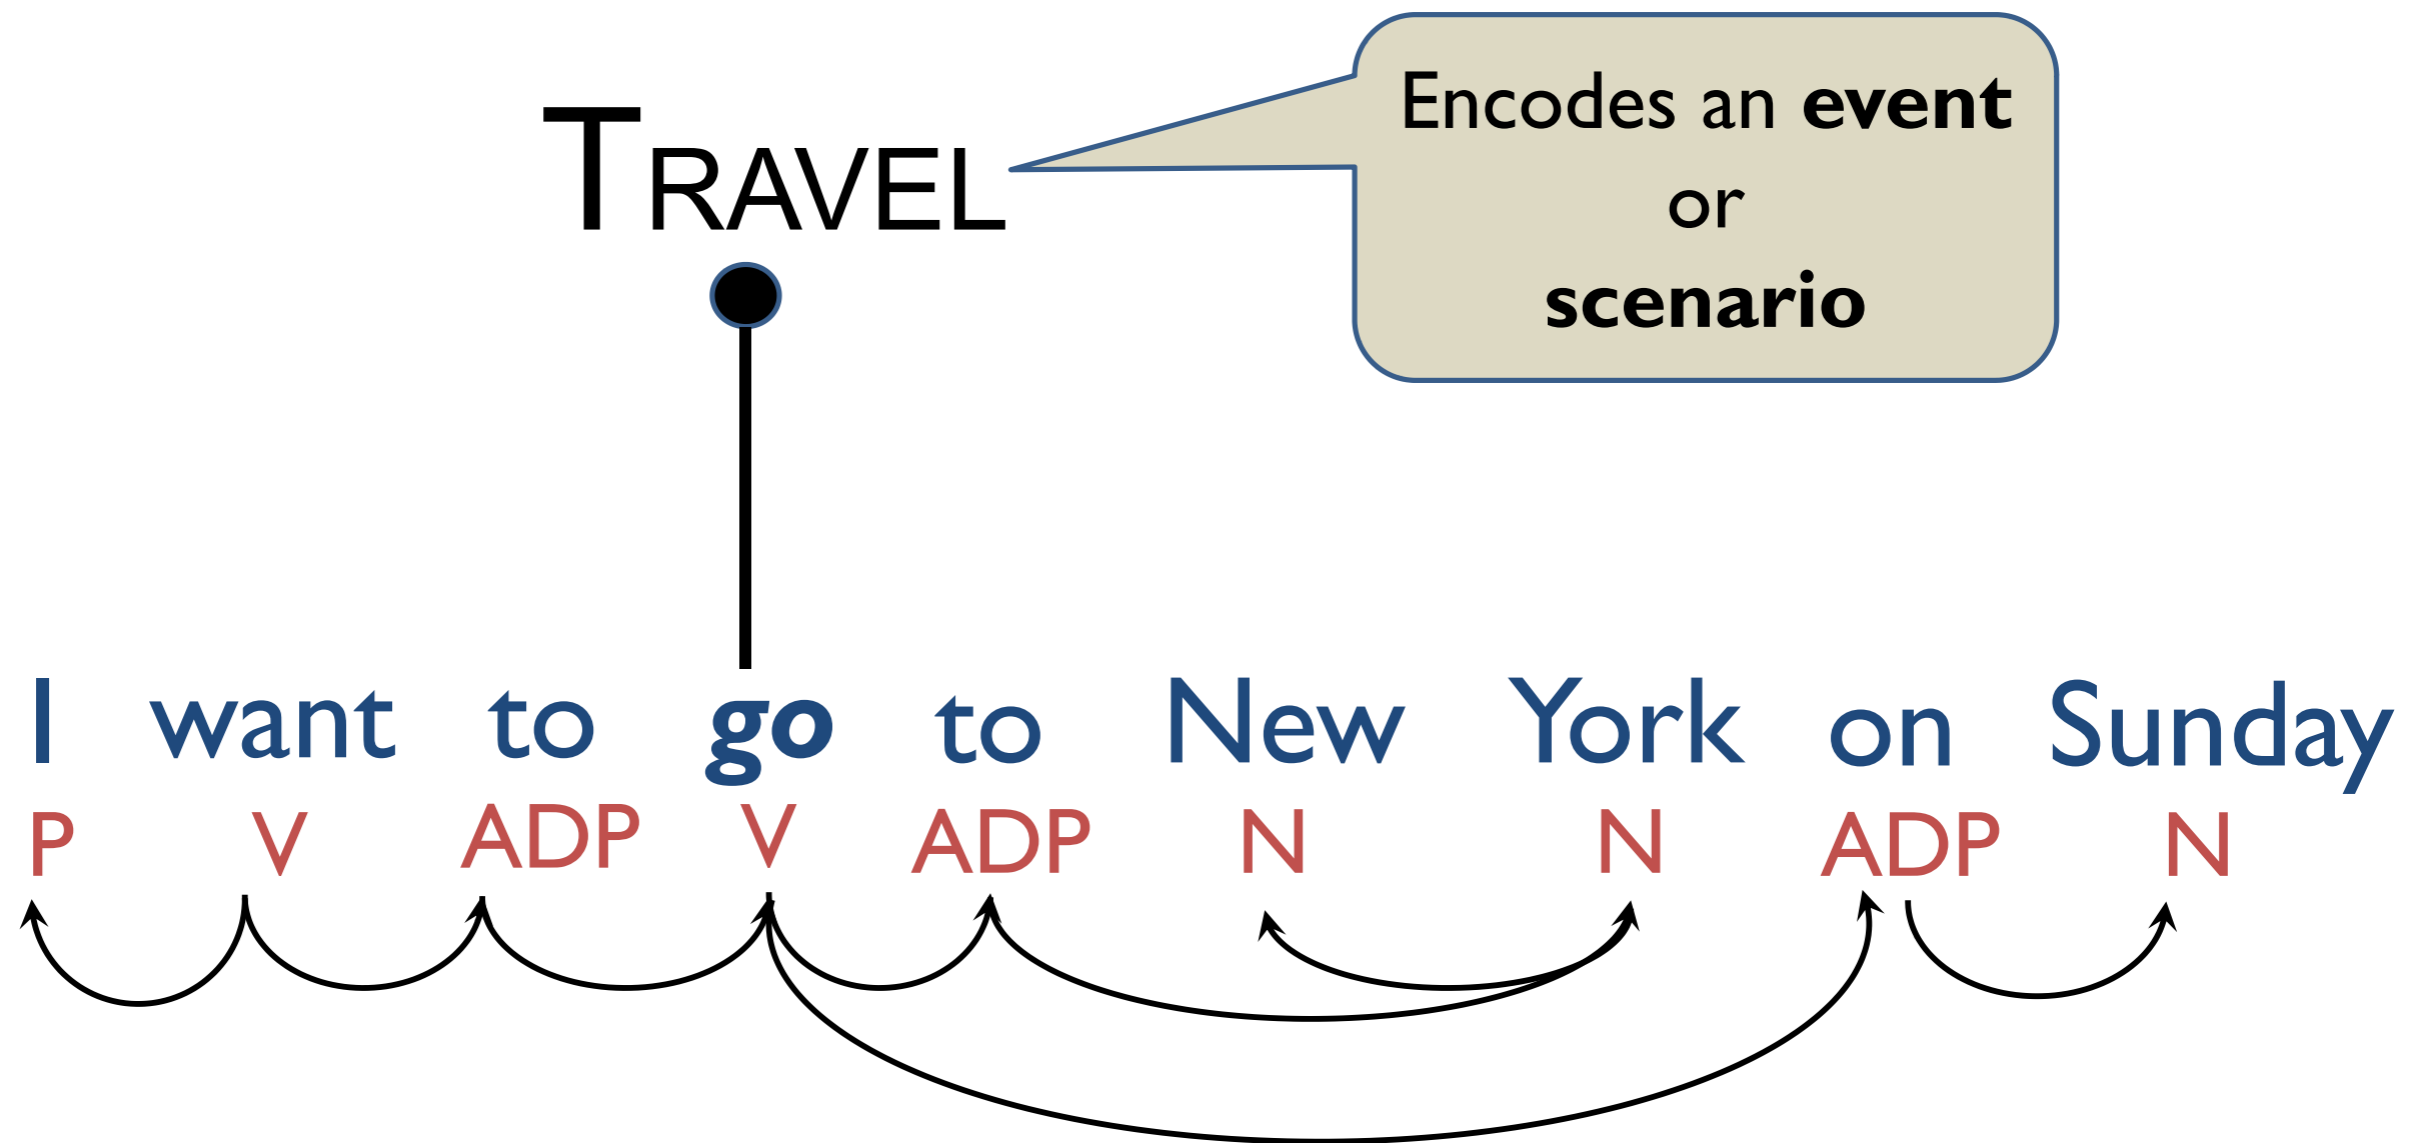 TRAVEL
Encodes an event
or
scenario
I want to go to New York on Sunday
P V ADP V ADP N N ADP N